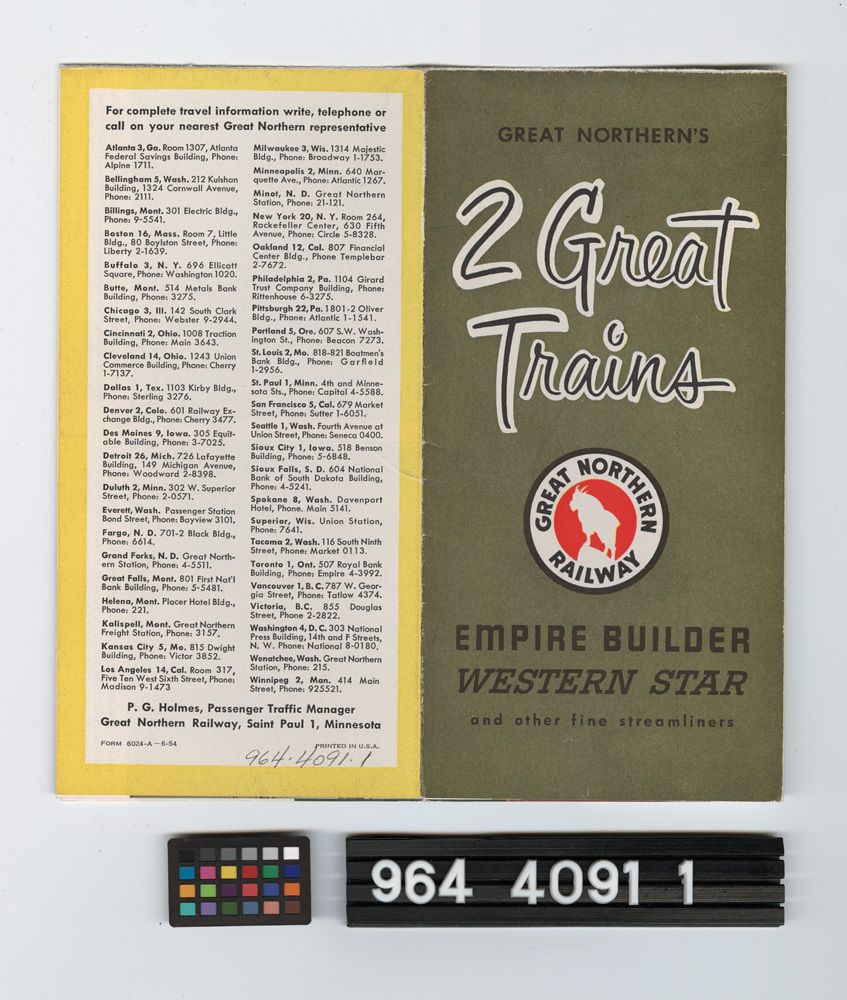 For complete travel information write, telephone or
call on your nearest Great Northern representative
Atlanta 3, Ga. Room 1307, Atlanta
Federal Savings Building, Phone:
Alpine 1711.
Bellingham 5, Wash. 212 Kulshan
Building, 1324 Cornwall Avenue,
Phone: 2111.
Billings, Mont. 301 Electric Bldg.,
Phone: 9-5541.
Boston 16, Mass. Room 7, Little
Bldg., 80 Boylston Street, Phone:
Liberty 2-1639.
Buffalo 3, N. Y. 696 Ellicott
Square, Phone: Washington 1020.
Butte, Mont. 514 Metals Bank
Building, Phone: 3275.
Chicago 3, Ill. 142 South Clark
Street, Phone: Webster 9-2944.
Cincinnati 2, Ohio. 1008 Traction
Building, Phone: Main 3643.
Cleveland 14, Ohio. 1243 Union
Commerce Building, Phone: Cherry
1-7137.
Dallas 1, Tex. 1103 Kirby Bldg.,
Phone: Sterling 3276.
Denver 2, Colo. 601 Railway Ex-
change Bldg., Phone: Cherry 3477.
Des Moines 9, Iowa. 305 Equit-
able Building, Phone: 3-7025.
Detroit 26, Mich. 726 Lafayette
Building, 149 Michigan Avenue,
Phone: Woodward 2-8398.
Duluth 2, Minn. 302 W. Superior
Street, Phone: 2-0571.
Everett, Wash. Passenger Station
Bond Street, Phone: Bayview 3101.
Fargo, N. D. 701-2 Black Bldg.,
Phone: 6614.
Grand Forks, N. D. Great North-
ern Station, Phone: 4-5511.
Great Falls, Mont. 801 First Nat'l
Bank Building, Phone: 5-5481.
Helena, Mont. Placer Hotel Bldg.,
Phone: 221.
Kalispell, Mont. Great Northern
Freight Station, Phone: 3157.
Kansas City 5, Mo. 815 Dwight
Building, Phone: Victor 3852.
Los Angeles 14, Cal. Room 317,
Five Ten West Sixth Street, Phone:
Madison 9-1473
Milwaukee 3, Wis. 1314 Majestic
Bldg., Phone: Broadway 1-1753.
Minneapolis 2, Minn. 640 Mar-
quette Ave., Phone: Atlantic 1267.
Minot, N. D. Great Northern
Station, Phone: 21-121.
New York 20, N. Y. Room 264,
Rockefeller Center, 630 Fifth
Avenue, Phone: Circle 5-8328.
Oakland 12, Cal. 807 Financial
Center Bldg., Phone Templebar
2-7672.
Philadelphia 2, Pa. 1104 Girard
Trust Company Building, Phone:
Rittenhouse 6-3275.
Pittsburgh 22, Pa. 1801-2 Oliver
Bldg., Phone: Atlantic 1-1541.
Portland 5, Ore. 607 S.W. Wash-
ington St., Phone: Beacon 7273.
St. Louis 2, Mo. 818-821 Boatmen's
Bank Bldg., Phone: Garfield
1-2956.
St. Paul 1, Minn. 4th and Minne-
sota Sts., Phone: Capital 4-5588.
San Francisco 5, Cal. 679 Market
Street, Phone: Sutter 1-6051.
Seattle 1, Wash. Fourth Avenue at
Union Street, Phone: Seneca 0400.
Sioux City 1, Iowa. 518 Benson
Building, Phone: 5-6848.
Sioux Falls, S. D. 604 National
Bank of South Dakota Building,
Phone: 4-5241.
Spokane 8, Wash. Davenport
Hotel, Phone. Main 5141.
Superior, Wis. Union Station,
Phone: 7641.
Tacoma 2, Wash. 116 South Ninth
Street, Phone: Market 0113.
Toronto 1, Ont. 507 Royal Bank
Building, Phone: Empire 4-3992.
Vancouver 1, B. C. 787 W. Geor-
gia Street, Phone: Tatlow 4374.
Victoria, B.C. 855 Douglas
Street, Phone 2-2822.
Washington 4, D. C. 303 National
Press Building, 14th and F Streets,
N. W. Phone: National 8-0180.
Wenatchee, Wash. Great Northern
Station, Phone: 215.
Winnipeg 2, Man. 414 Main
Street, Phone: 925521.
P. G. Holmes, Passenger Traffic Manager
Great Northern Railway, Saint Paul 1, Minnesota
FORM 6024-A-6-54
PRINTED IN U.S.A.
964.4091.1
GREAT NORTHERN'S
2 Great
Trains
GREAT NORTHERN
RAILWAY
EMPIRE BUILDER
WESTERN STAR
and other fine streamliners
964 4091 1